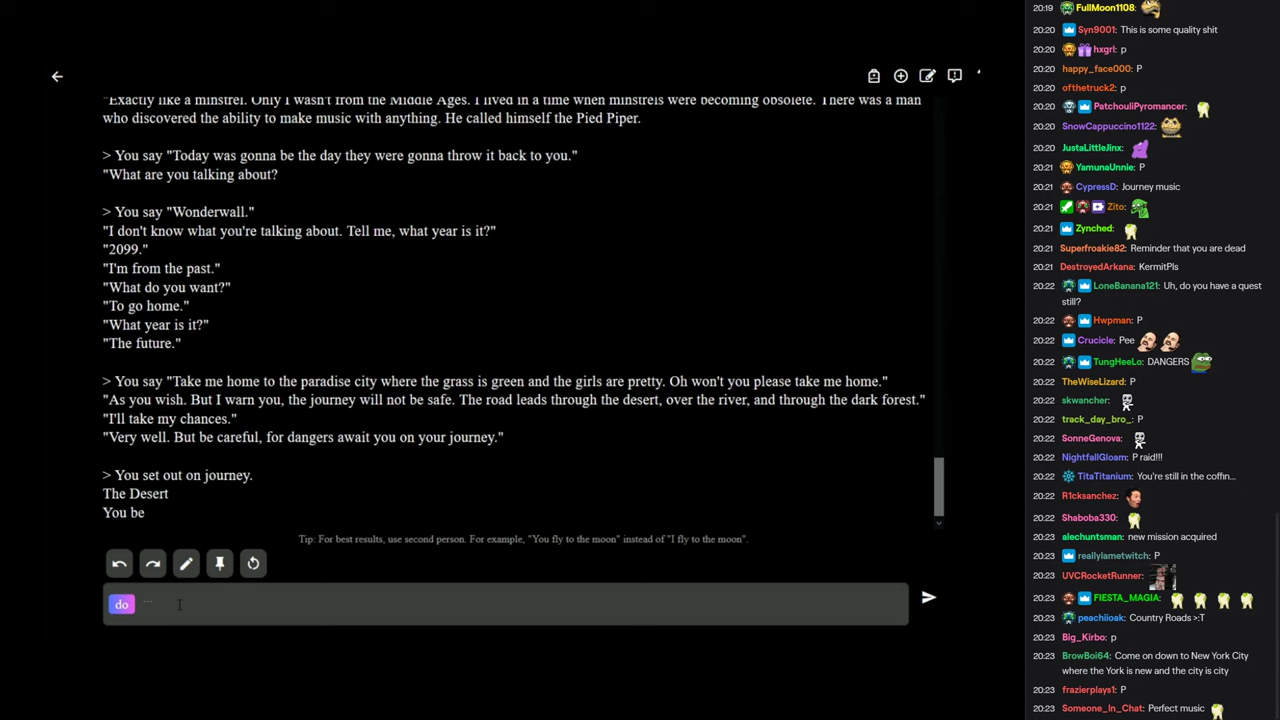 "Exactly like a minstrel. Only I wasn't from the Middle Ages. I lived in a time when minstrels were becoming obsolete. There was a man
who discovered the ability to make music with anything. He called himself the Pied Piper.
> You say "Today was gonna be the day they were gonna throw it back to you."
"What are you talking about?
> You say "Wonderwall."
"I don't know what you're talking about. Tell me, what year is it?"
"2099."
"I'm from the past."
"What do you want?"
"To go home."
"What year is it?"
"The future."
> You say "Take me home to the paradise city where the grass is green and the girls are pretty. Oh won't you please take me home."
"As you wish. But I warn you, the journey will not be safe. The road leads through the desert, over the river, and through the dark forest."
"I'll take my chances."
"Very well. But be careful, for dangers await you on your journey."
> You set out on journey.
The Desert
You be
Tip: For best results, use second person. For example, "You fly to the moon" instead of "I fly to the moon".
do ...
20:19 FullMoon1108:
20:20 Syn9001: This is some quality shit
20:20 hxgrl: p
20:20 happy_face000: P
20:20 ofthetruck2: p
20:20 PatchouliPyromancer:
20:20 SnowCappuccino1122:
20:20 JustaLittleJinx:
20:21 YamunaUnnie: P
20:21 CypressD: Journey music
20:21 Zito:
20:21 Zynched:
20:21 Superfroakie82: Reminder that you are dead
20:21 DestroyedArkana: KermitPls
20:22 LoneBanana121: Uh, do you have a quest
still?
20:22 Hwpman: P
20:22 Crucicle: Pee
20:22 TungHeeLo: DANGERS
20:22 TheWiseLizard: P
20:22 skwancher:
20:22 track_day_bro_: P
20:22 SonneGenova:
20:22 NightfallGloam: P raid!!!
20:22 TitaTitanium: You're still in the coffin...
20:22 R1cksanchez:
20:22 Shaboba330:
20:23 alechuntsman: new mission acquired
20:23 reallylametwitch: P
20:23 UVCRocketRunner:
20:23 FIESTA_MAGIA:
20:23 peachiioak: Country Roads >:T
20:23 Big_Kirbo: p
20:23 BrowBoi64: Come on down to New York City
where the York is new and the city is city
20:23 frazierplays1: P
20:23 Someone_In_Chat: Perfect music